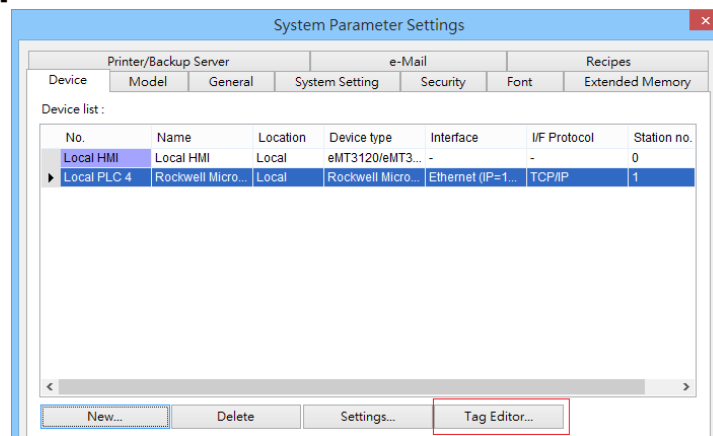 System Parameter Settings
Printer/Backup Server e-Mail Recipes
Device Model General System Setting Security Font Extended Memory
Device list :
No. Name Location Device type Interface I/F Protocol Station no.
Local HMI Local HMI Local eMT3120/eMT3... - - 0
Local PLC 4 Rockwell Micro... Local Rockwell Micro... Ethernet (IP=1... TCP/IP 1
New... Delete Settings... Tag Editor...